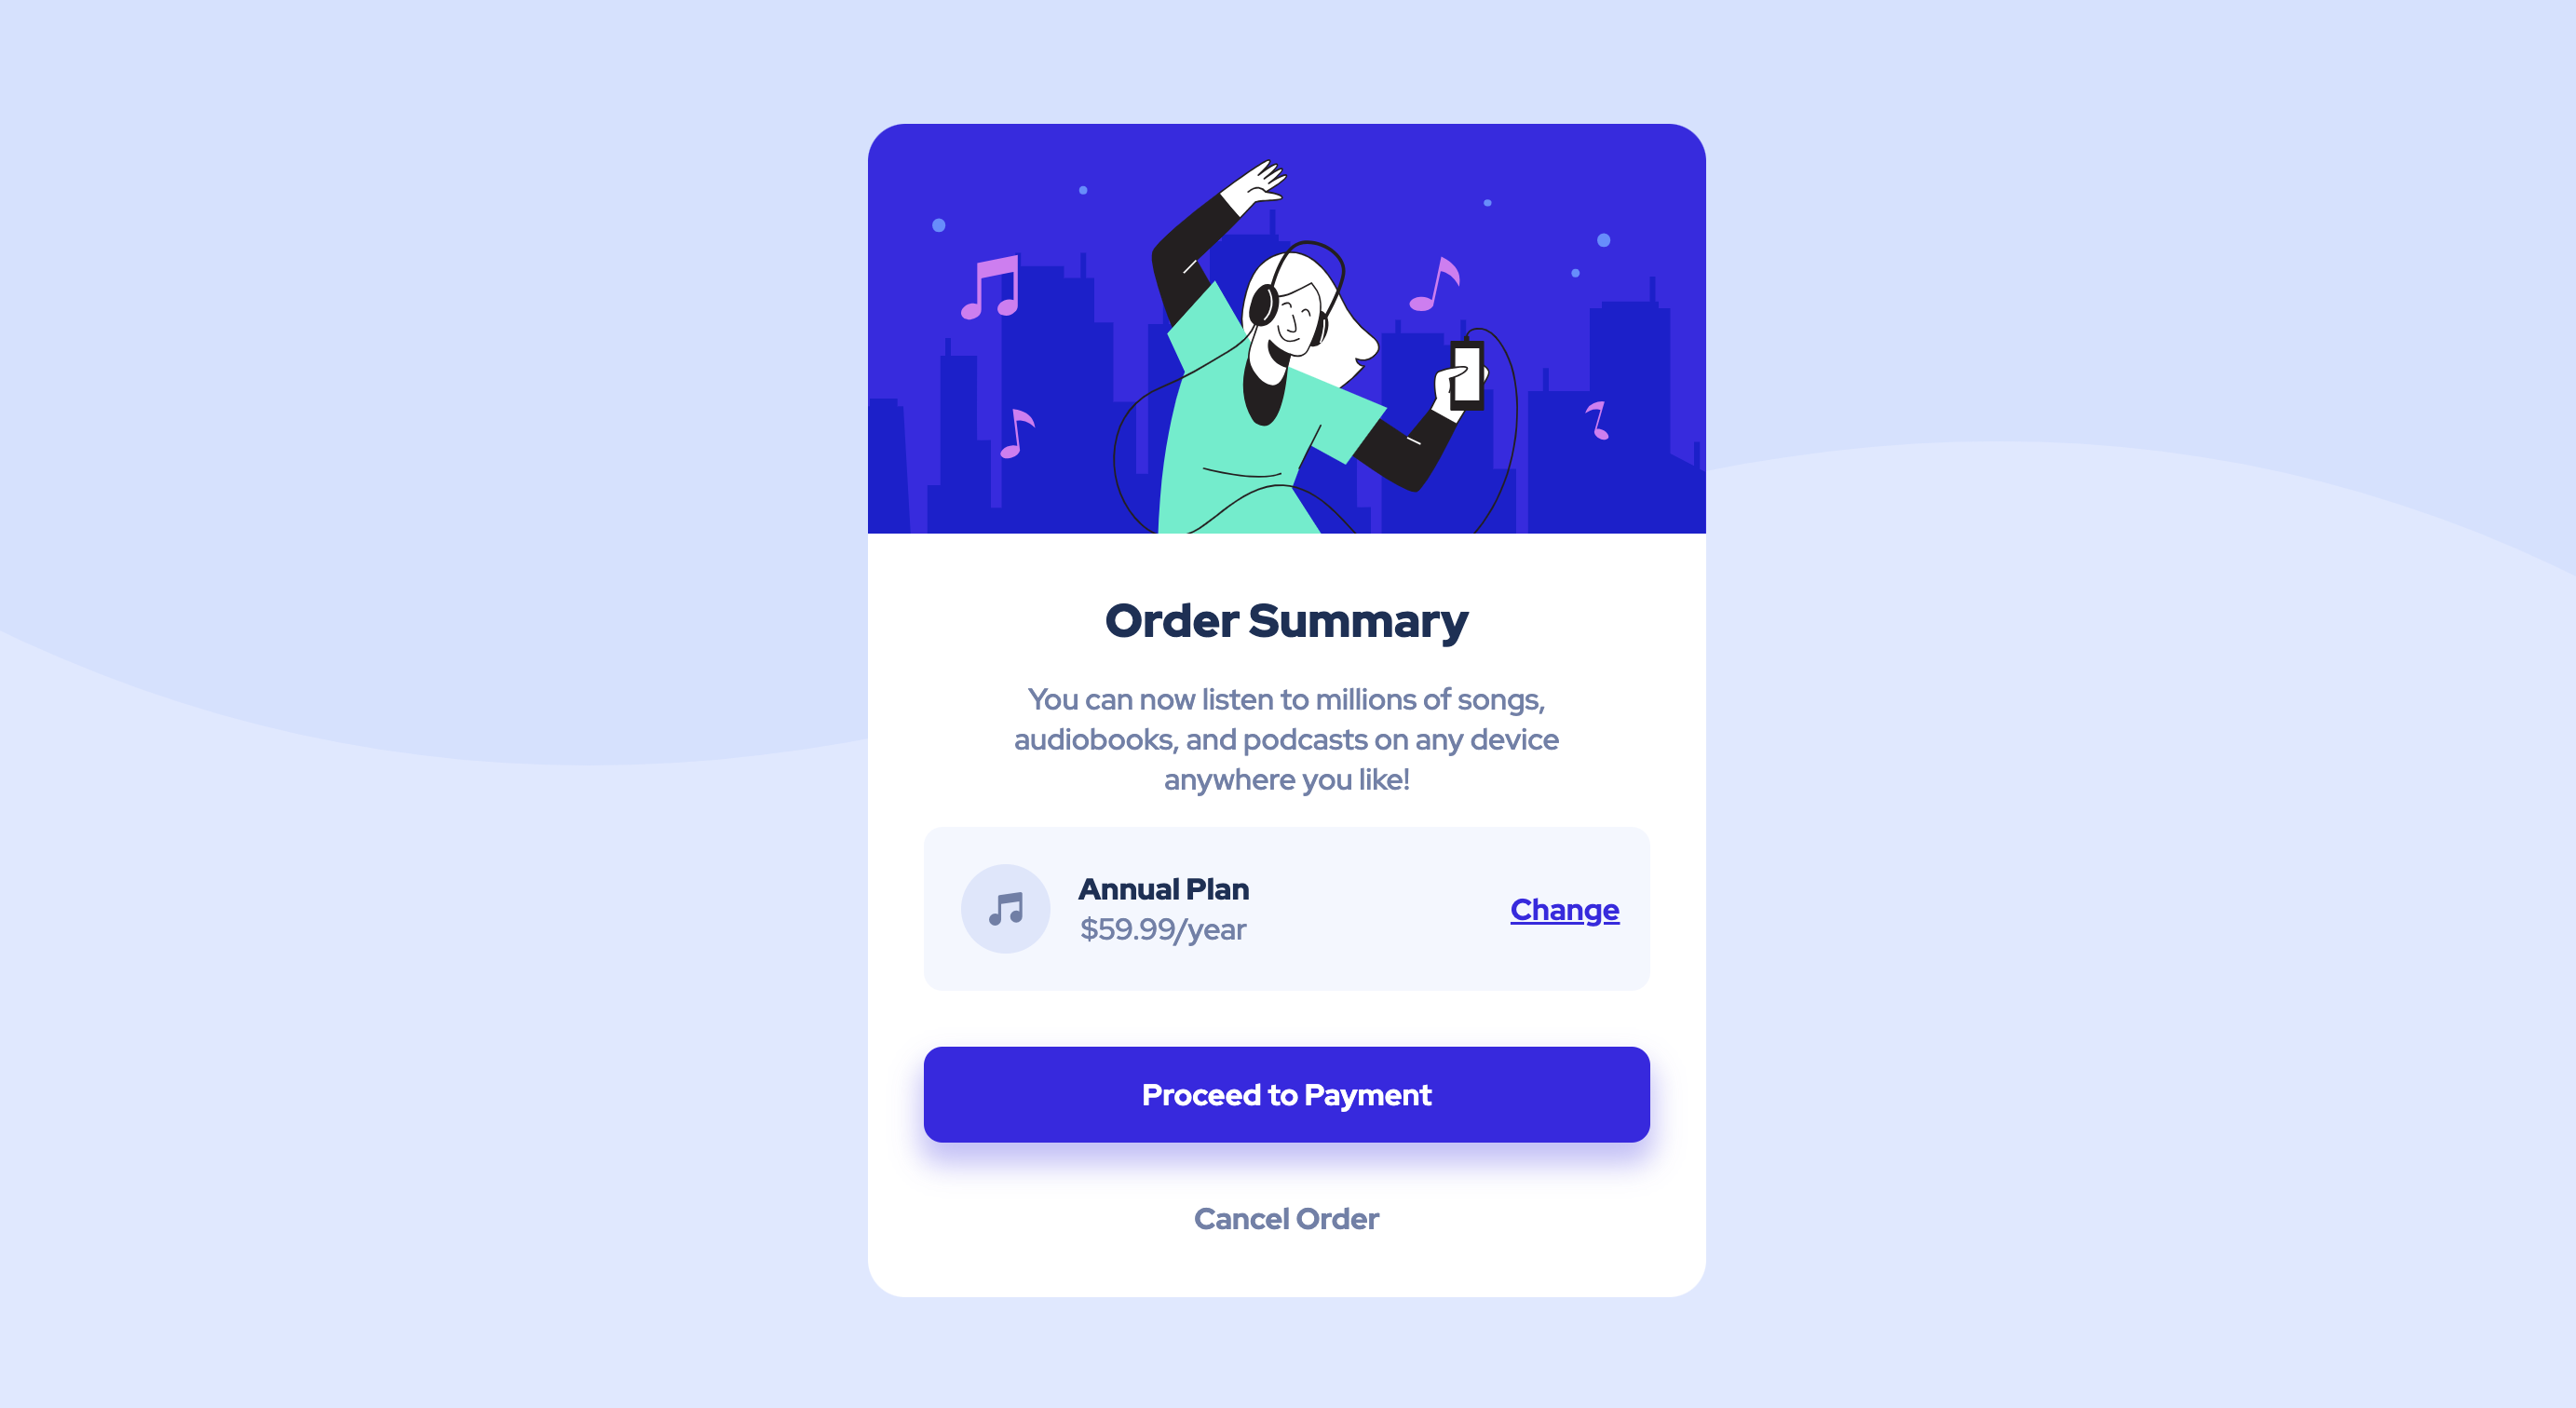 Order Summary
You can now listen to millions of songs,
audiobooks, and podcasts on any device
anywhere you like!
Annual Plan
$59.99/year
Change
Proceed to Payment
Cancel Order